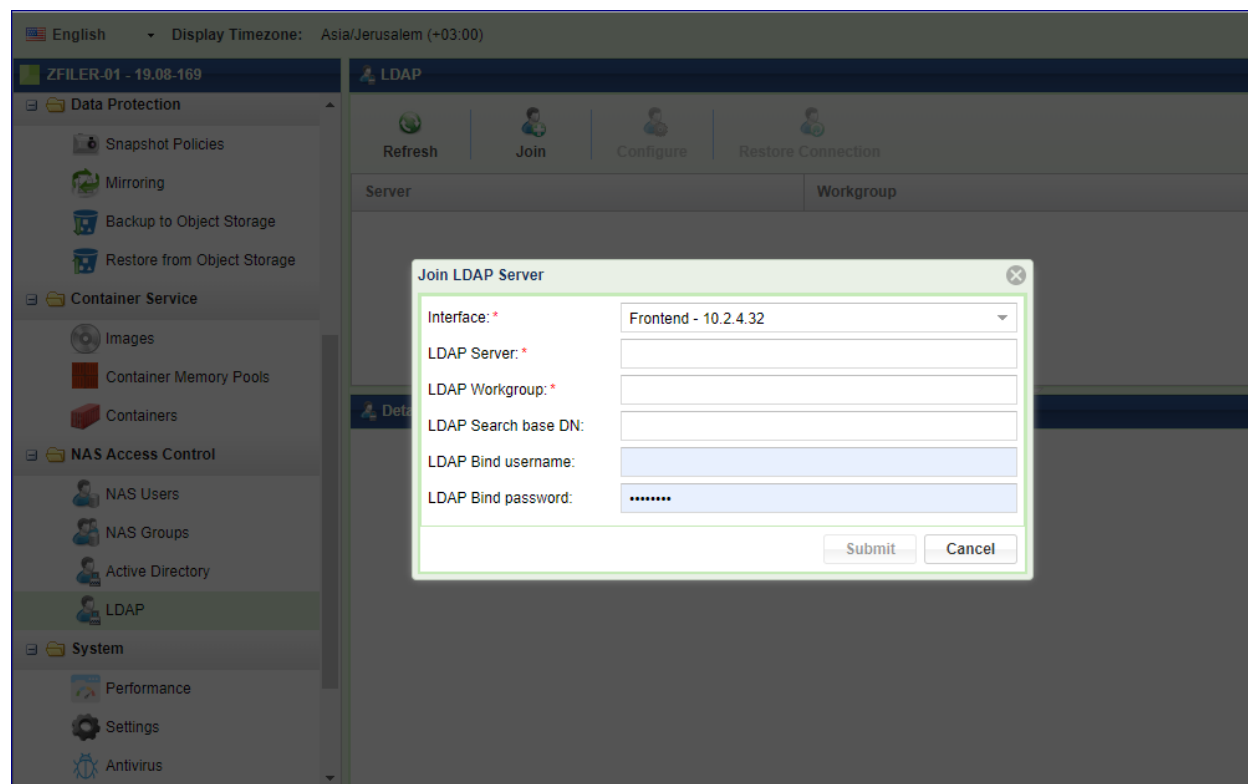 English Display Timezone: Asia/Jerusalem (+03:00)
ZFILER-01 - 19.08-169
Data Protection
Snapshot Policies
Mirroring
Backup to Object Storage
Restore from Object Storage
Container Service
Images
Container Memory Pools
Containers
NAS Access Control
NAS Users
NAS Groups
Active Directory
LDAP
System
Performance
Settings
Antivirus
LDAP
Refresh Join Configure Restore Connection
Server Workgroup
Join LDAP Server
Interface: * Frontend - 10.2.4.32
LDAP Server: *
LDAP Workgroup: *
LDAP Search base DN:
LDAP Bind username:
LDAP Bind password: ••••••••
Submit Cancel
Deta